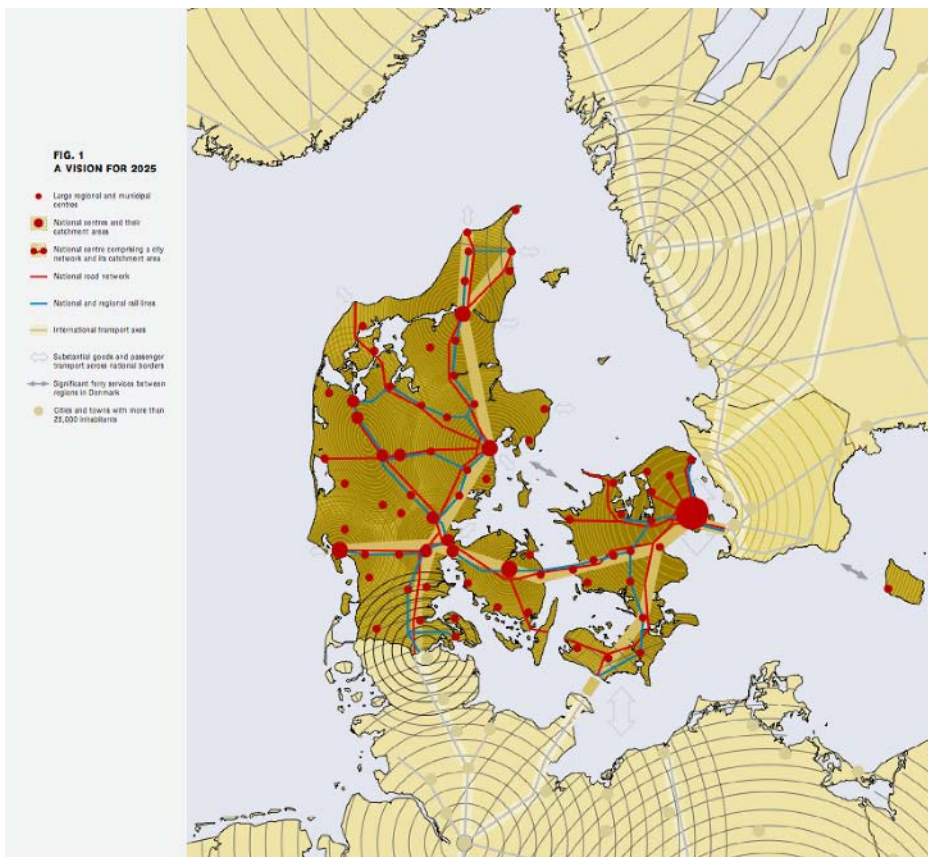 FIG. 1
A VISION FOR 2025
Large regional and municipal
centres
National centres and their
catchment areas
National centre comprising a city
network and its catchment area
National road network
National and regional rail lines
International transport axes
Substantial goods and passenger
transport across national borders
Significant ferry services between
regions in Denmark
Cities and towns with more than
20,000 inhabitants